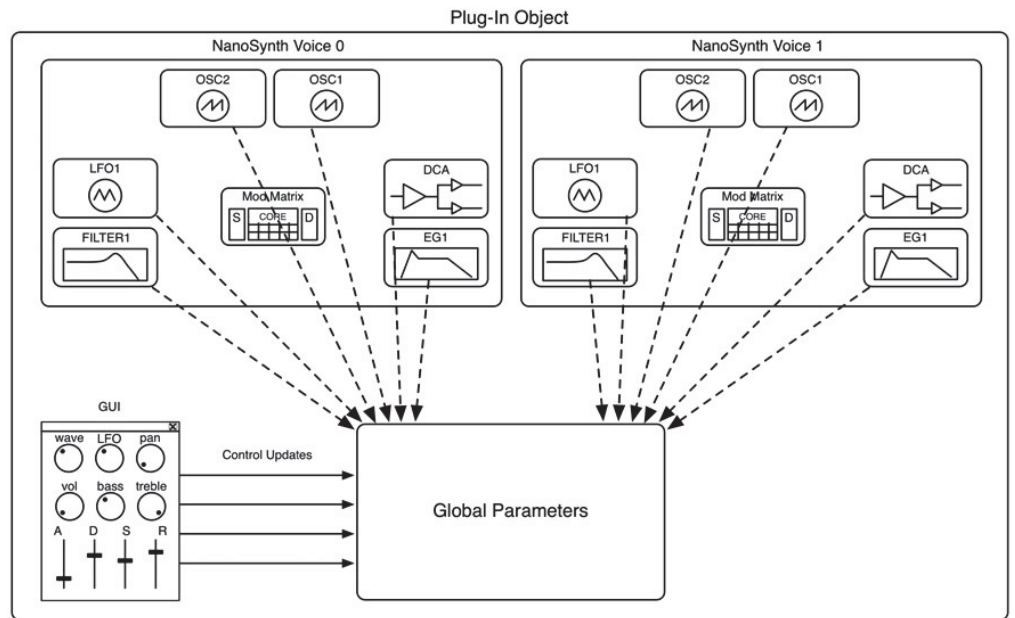 Plug-In Object
NanoSynth Voice 0
OSC2
OSC1
LFO1
DCA
Mod Matrix
S
CORE
D
FILTER1
EG1
NanoSynth Voice 1
OSC2
OSC1
LFO1
DCA
Mod Matrix
S
CORE
D
FILTER1
EG1
GUI
X
wave LFO pan
vol bass treble
A D S R
Control Updates
Global Parameters